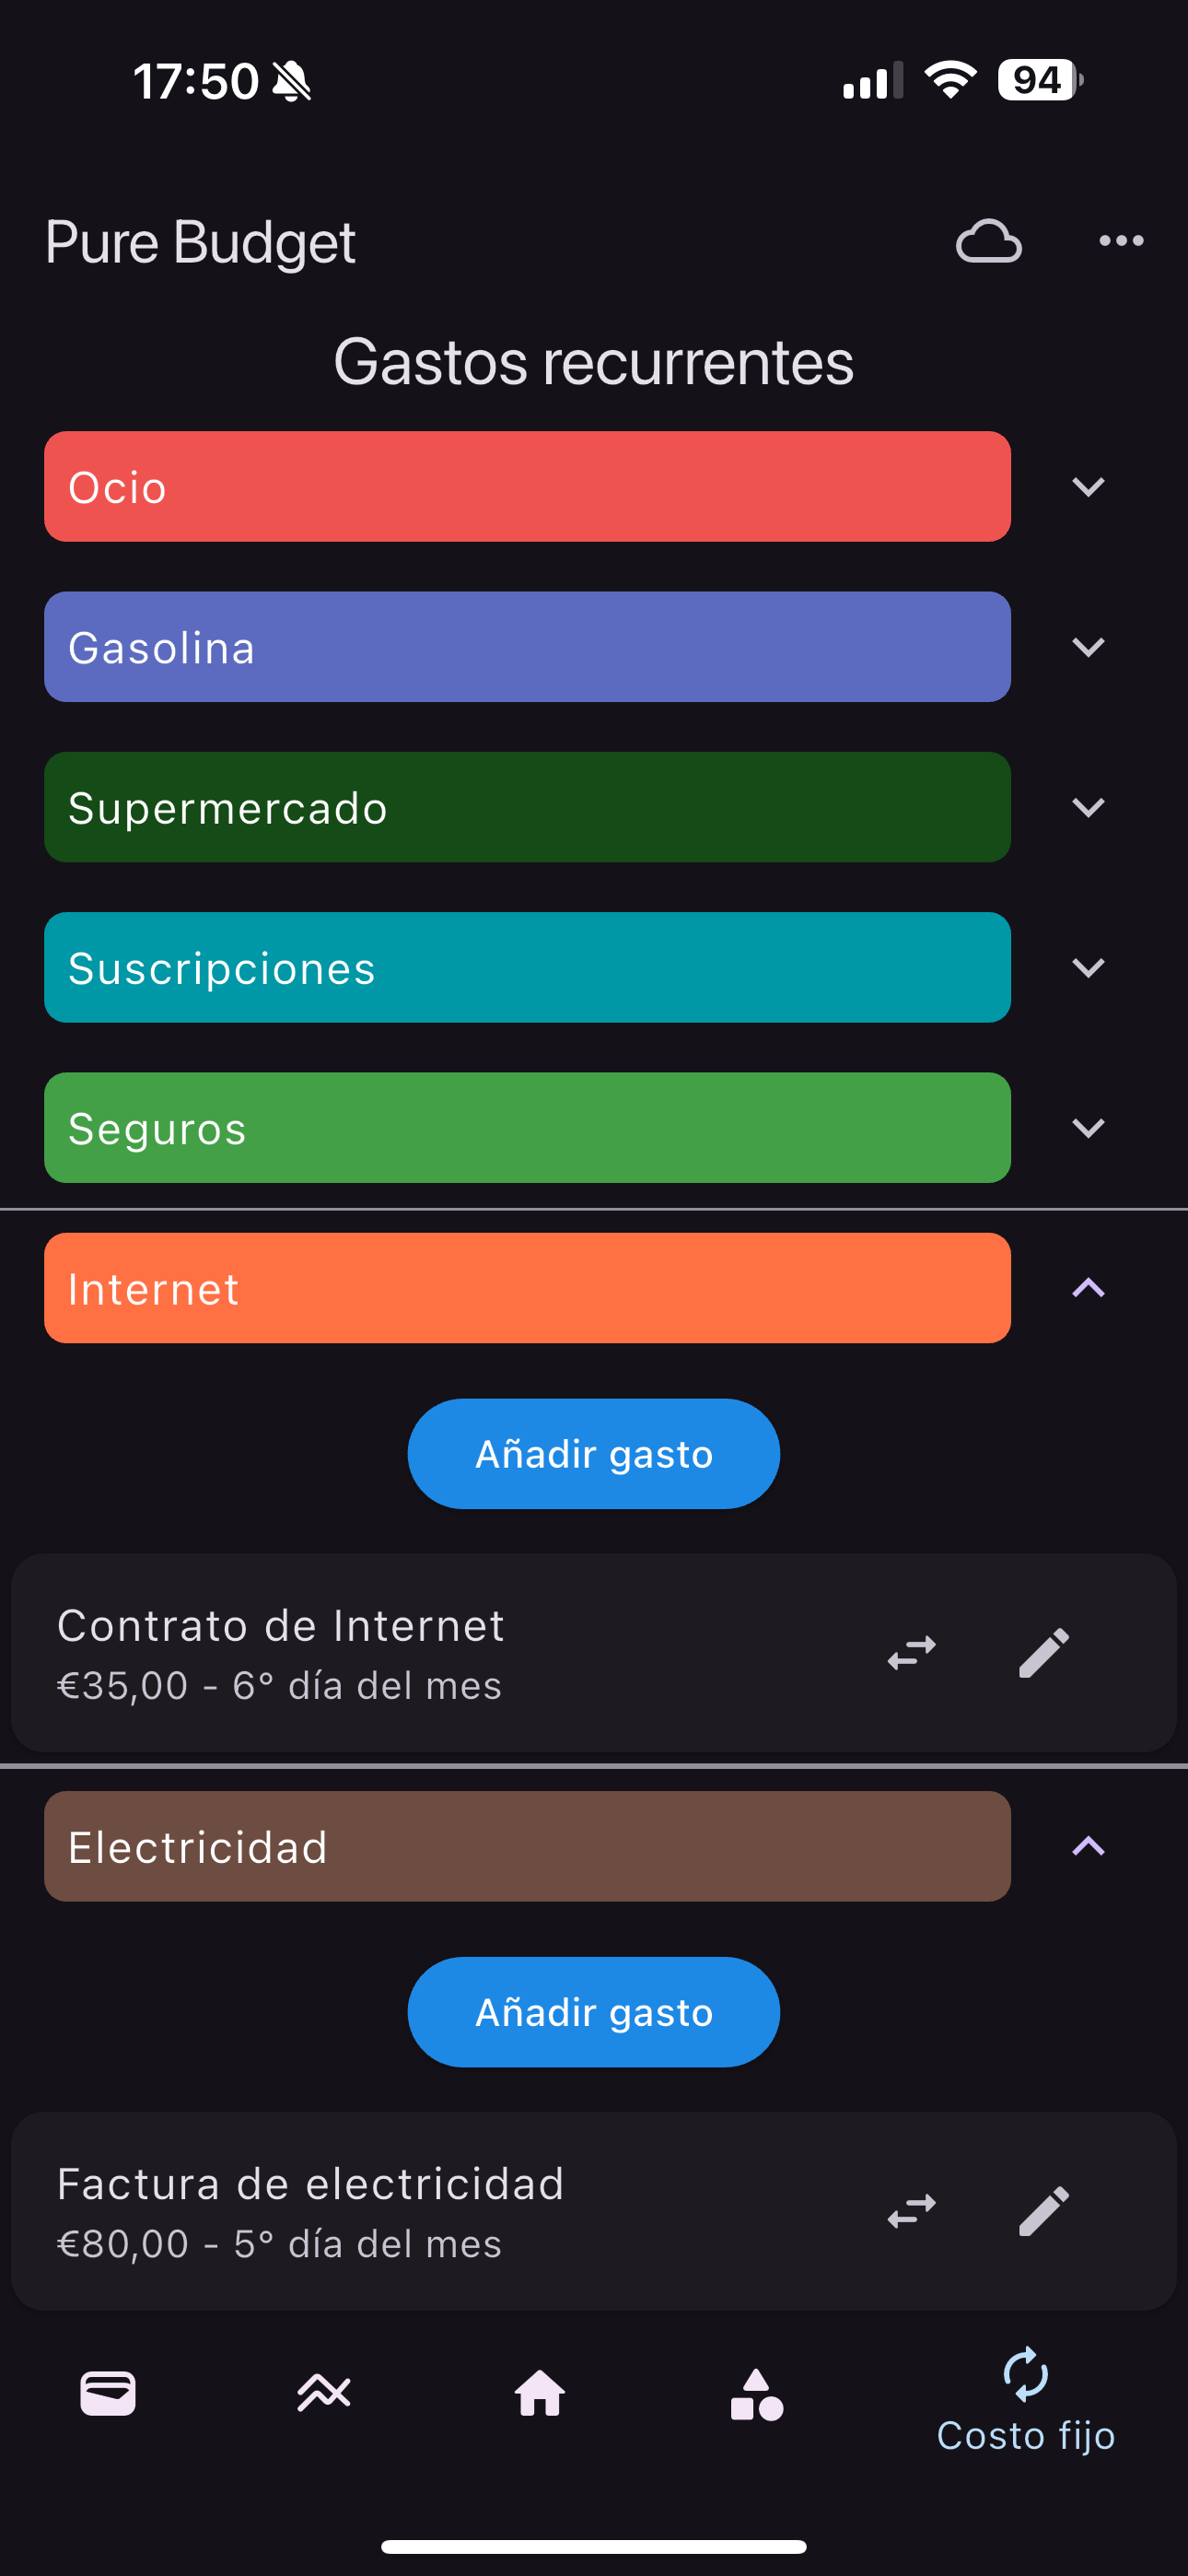 17:50
94
Pure Budget
Gastos recurrentes
Ocio
Gasolina
Supermercado
Suscripciones
Seguros
Internet
Añadir gasto
Contrato de Internet
€35,00 - 6° día del mes
Electricidad
Añadir gasto
Factura de electricidad
€80,00 - 5° día del mes
Costo fijo